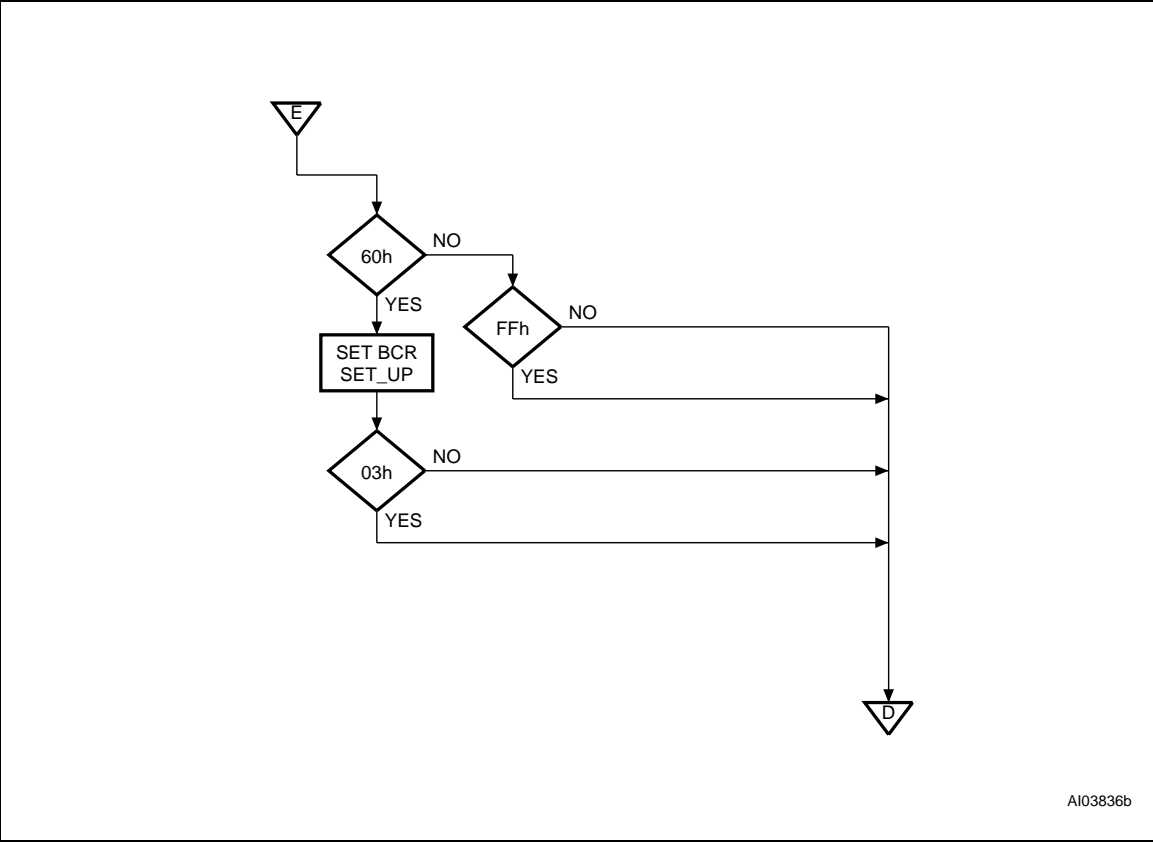 E
60h
NO
YES
FFh
NO
YES
SET BCR
SET_UP
03h
NO
YES
D
AI03836b